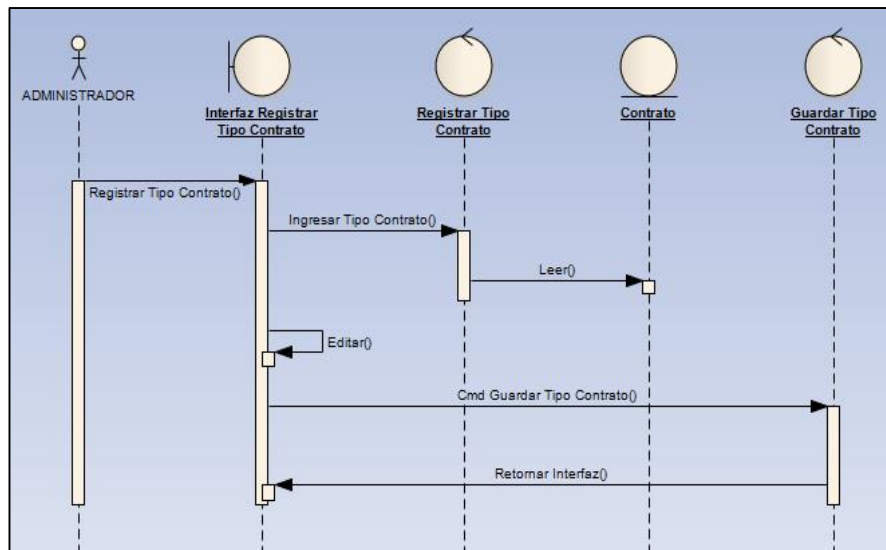 ADMINISTRADOR
Interfaz Registrar
Tipo Contrato
Registrar Tipo
Contrato
Contrato
Guardar Tipo
Contrato
Registrar Tipo Contrato()
Ingresar Tipo Contrato()
Leer()
Editar()
Cmd Guardar Tipo Contrato()
Retornar Interfaz()